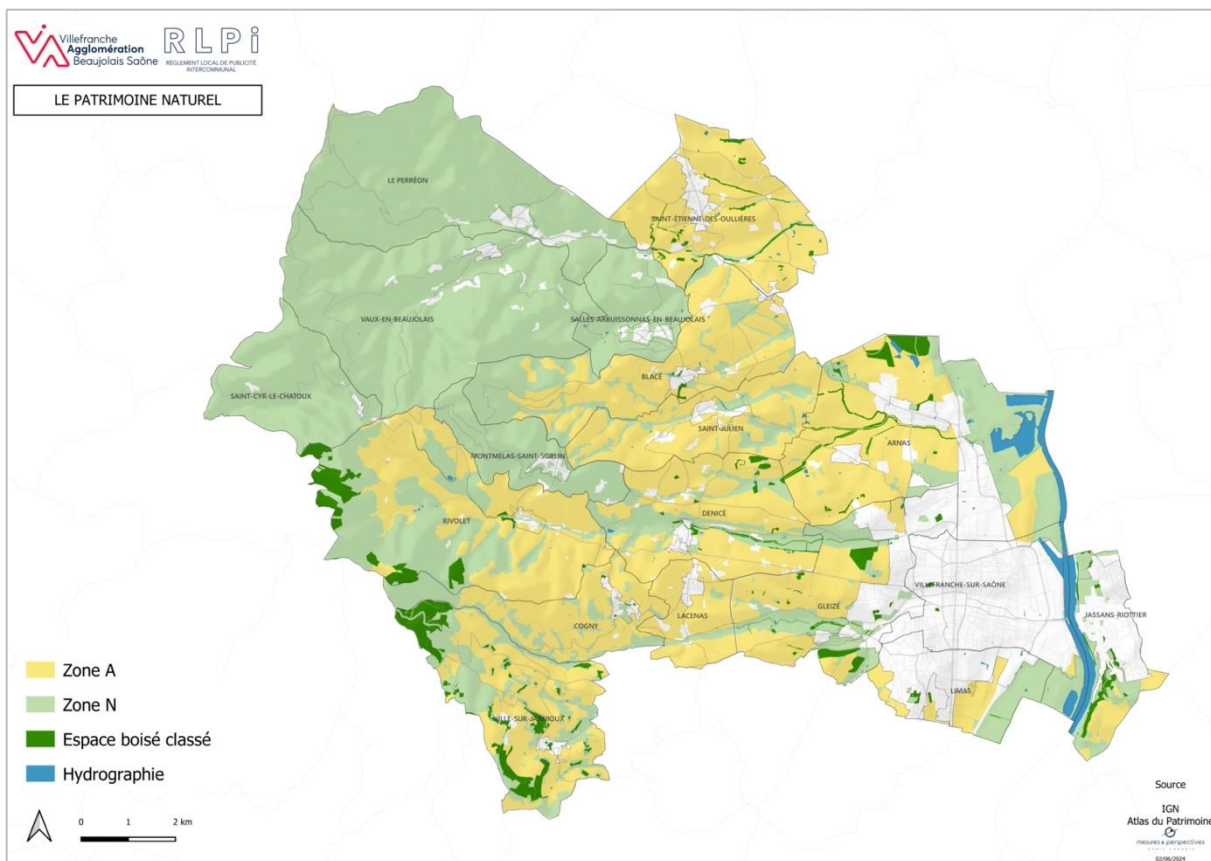 Villefranche
Agglomération
Beaujolais Saône
RLPi
RÈGLEMENT LOCAL DE PUBLICITÉ
INTERCOMMUNAL
LE PATRIMOINE NATUREL
LE PERRÉON
SAINT-ÉTIENNE-DES-OULLIÈRES
VAUX-EN-BEAUJOLAIS
SALLES-ARBUISSONNAS-EN-BEAUJOLAIS
BLACÉ
SAINT-CYR-LE-CHATOUX
SAINT-JULIEN
ARNAS
MONTMELAS-SAINT-SORLIN
RIVOLET
DENICÉ
VILLEFRANCHE-SUR-SAÔNE
GLEIZÉ
JASSANS-RIOTTIER
LACENAS
COGNY
LIMAS
VILLE-SUR-JARNIOUX
Zone A
Zone N
Espace boisé classé
Hydrographie
0 1 2 km
Source
IGN
Atlas du Patrimoine
mesures & perspectives
02/06/2024